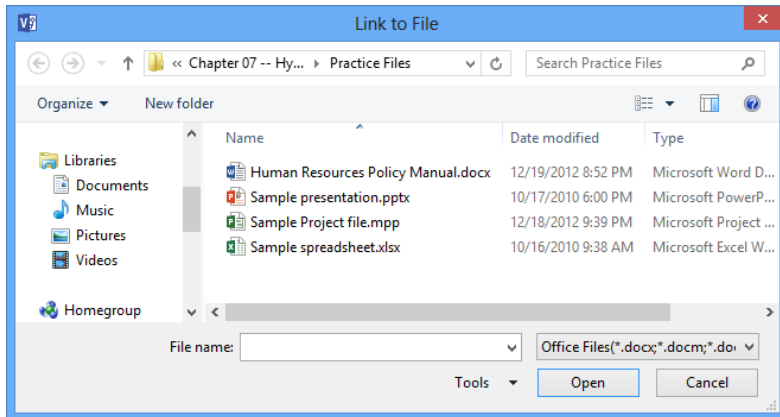 Link to File
« Chapter 07 -- Hy... Practice Files Search Practice Files
Organize New folder
Name Date modified Type
Libraries
Human Resources Policy Manual.docx 12/19/2012 8:52 PM Microsoft Word D...
Documents
Sample presentation.pptx 10/17/2010 6:00 PM Microsoft PowerP...
Music
Sample Project file.mpp 12/18/2012 9:39 PM Microsoft Project ...
Pictures
Sample spreadsheet.xlsx 10/16/2010 9:38 AM Microsoft Excel W...
Videos
Homegroup
File name: Office Files(*.docx;*.docm;*.do
Tools Open Cancel